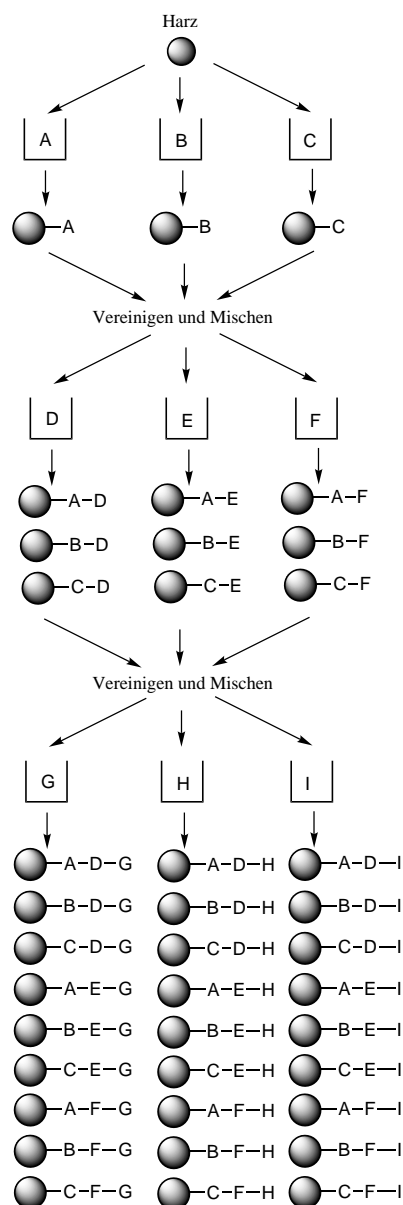 Harz
A B C
A B C
Vereinigen und Mischen
D E F
A-D A-E A-F
B-D B-E B-F
C-D C-E C-F
Vereinigen und Mischen
G H I
A-D-G A-D-H A-D-I
B-D-G B-D-H B-D-I
C-D-G C-D-H C-D-I
A-E-G A-E-H A-E-I
B-E-G B-E-H B-E-I
C-E-G C-E-H C-E-I
A-F-G A-F-H A-F-I
B-F-G B-F-H B-F-I
C-F-G C-F-H C-F-I